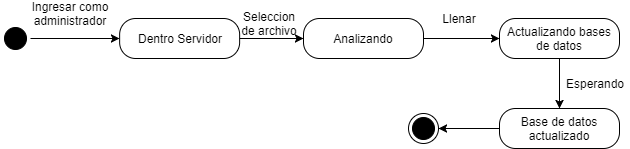 Ingresar como
administrador
Dentro Servidor
Seleccion
de archivo
Analizando
Llenar
Actualizando bases
de datos
Esperando
Base de datos
actualizado